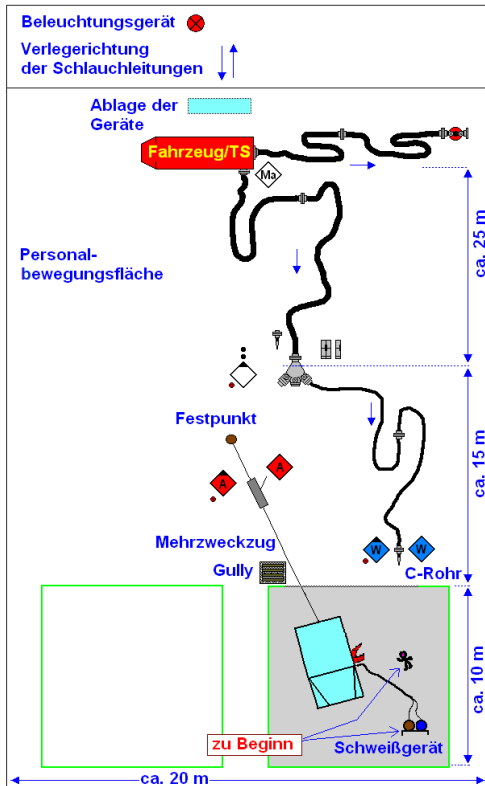 Beleuchtungsgerät
Verlegerichtung
der Schlauchleitungen
Ablage der
Geräte
Fahrzeug/TS
Ma
ca. 25 m
Personal-
bewegungsfläche
Festpunkt
A
A
ca. 15 m
Mehrzweckzug
W
W
Gully
C-Rohr
ca. 10 m
zu Beginn
Schweißgerät
ca. 20 m